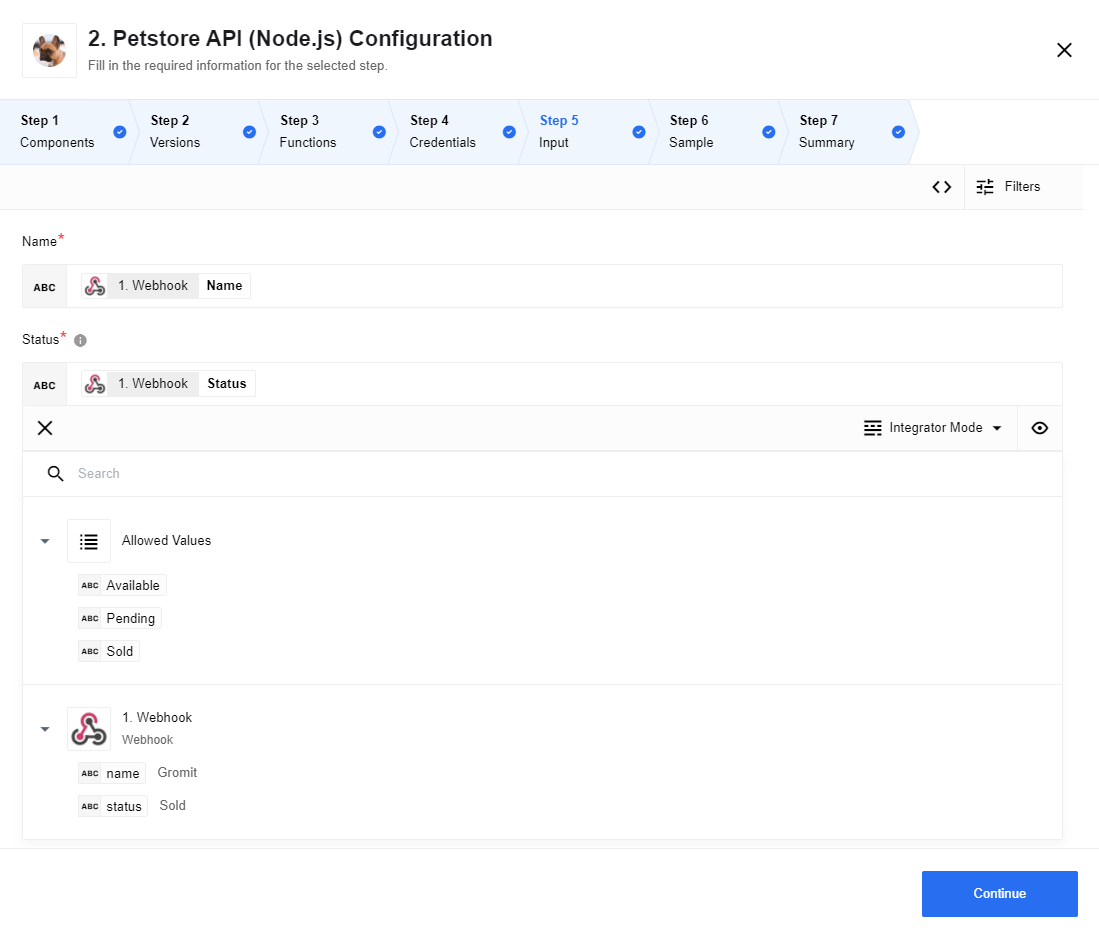 2. Petstore API (Node.js) Configuration
Fill in the required information for the selected step.
Step 1 Step 2 Step 3 Step 4 Step 5 Step 6 Step 7
Components Versions Functions Credentials Input Sample Summary
Filters
Name*
ABC 1. Webhook Name
Status*
ABC 1. Webhook Status
Integrator Mode
Search
Allowed Values
ABC Available
ABC Pending
ABC Sold
1. Webhook
Webhook
ABC name Gromit
ABC status Sold
Continue